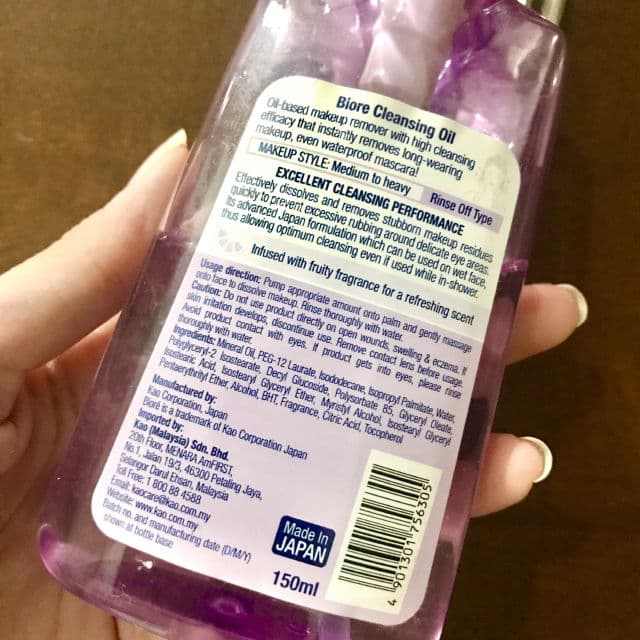 Biore Cleansing Oil
Oil-based makeup remover with high cleansing
efficacy that instantly removes long-wearing
makeup, even waterproof mascara!
MAKEUP STYLE: Medium to heavy
Rinse Off Type
EXCELLENT CLEANSING PERFORMANCE
Effectively dissolves and removes stubborn makeup residues
quickly to prevent excessive rubbing around delicate eye areas.
Its advanced Japan formulation which can be used on wet face,
thus allowing optimum cleansing even if used while in-shower.
Infused with fruity fragrance for a refreshing scent
Usage direction: Pump appropriate amount onto palm and gently massage
onto face to dissolve makeup. Rinse thoroughly with water.
Caution: Do not use product directly on open wounds, swelling & eczema. If
skin irritation develops, discontinue use. Remove contact lens before usage.
Avoid product contact with eyes. If product gets into eyes, please rinse
thoroughly with water.
Ingredients: Mineral Oil, PEG-12 Laurate, Isododecane, Isopropyl Palmitate, Water,
Polyglyceryl-2 Isostearate, Decyl Glucoside, Polysorbate 85, Glyceryl Oleate,
Isostearic Acid, Isostearyl Glyceryl Ether, Myristyl Alcohol, Isostearyl Glyceryl
Pentaerythrityl Ether, Alcohol, BHT, Fragrance, Citric Acid, Tocopherol
Manufactured by:
Kao Corporation, Japan
Bioré is a trademark of Kao Corporation Japan
Imported by:
Kao (Malaysia) Sdn. Bhd.
20th Floor, MENARA AmFIRST,
No.1, Jalan 19/3, 46300 Petaling Jaya,
Selangor Darul Ehsan, Malaysia
Toll Free: 1 800 88 4589
Email: kaocare@kao.com.my
Website: www.kao.com.my
Batch no. and manufacturing date (D/M/Y)
shown at bottle base
Made in
JAPAN
150ml
4 901301 756305